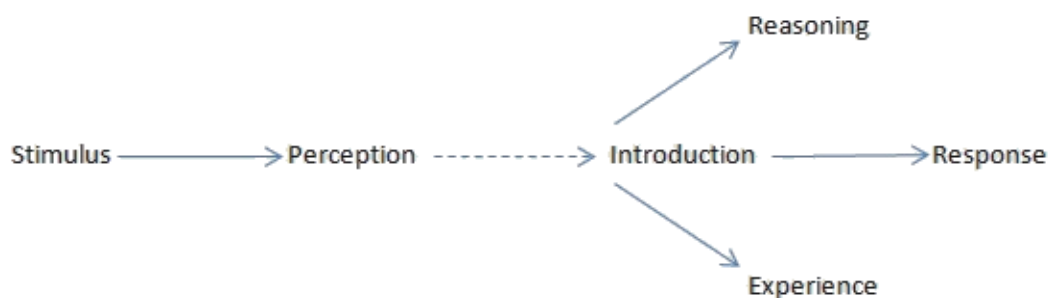 Reasoning
Stimulus
Perception
Introduction
Response
Experience